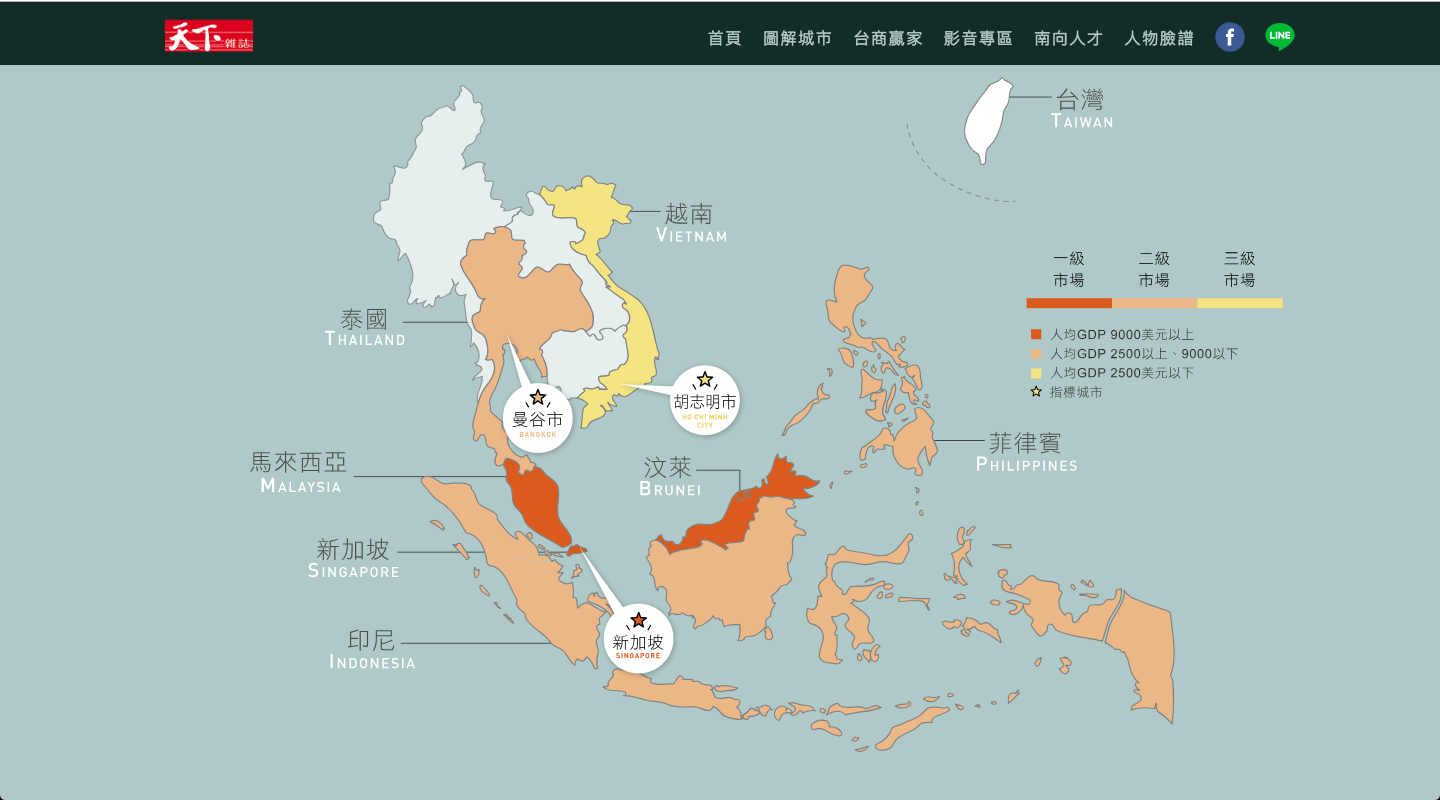 天下雜誌
首頁 圖解城市 台商贏家 影音專區 南向人才 人物臉譜 f LINE
台灣
TAIWAN
越南
VIETNAM
一級市場 二級市場 三級市場
人均GDP 9000美元以上
人均GDP 2500以上、9000以下
人均GDP 2500美元以下
指標城市
泰國
THAILAND
胡志明市
HO CHI MINH
CITY
曼谷市
BANGKOK
菲律賓
PHILIPPINES
馬來西亞
MALAYSIA
汶萊
BRUNEI
新加坡
SINGAPORE
印尼
INDONESIA
新加坡
SINGAPORE